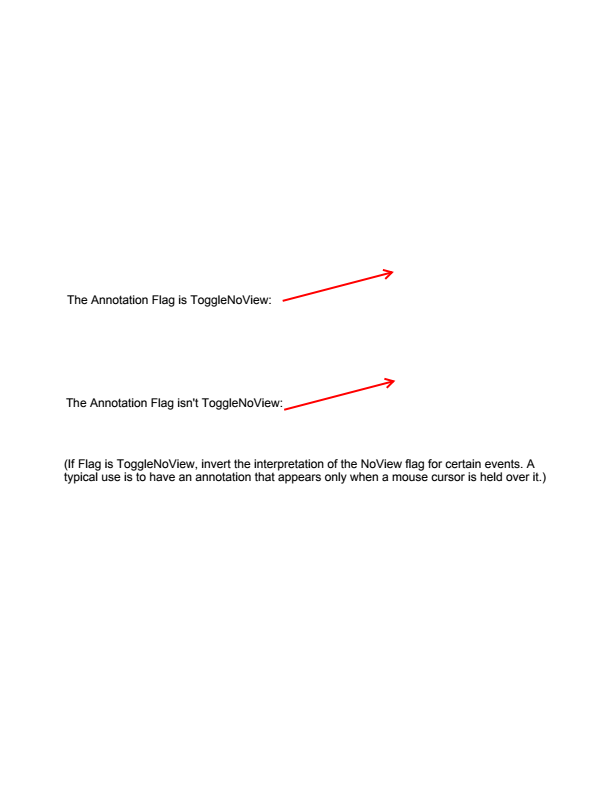 The Annotation Flag is ToggleNoView:
The Annotation Flag isn't ToggleNoView:
(If Flag is ToggleNoView, invert the interpretation of the NoView flag for certain events. A
typical use is to have an annotation that appears only when a mouse cursor is held over it.)